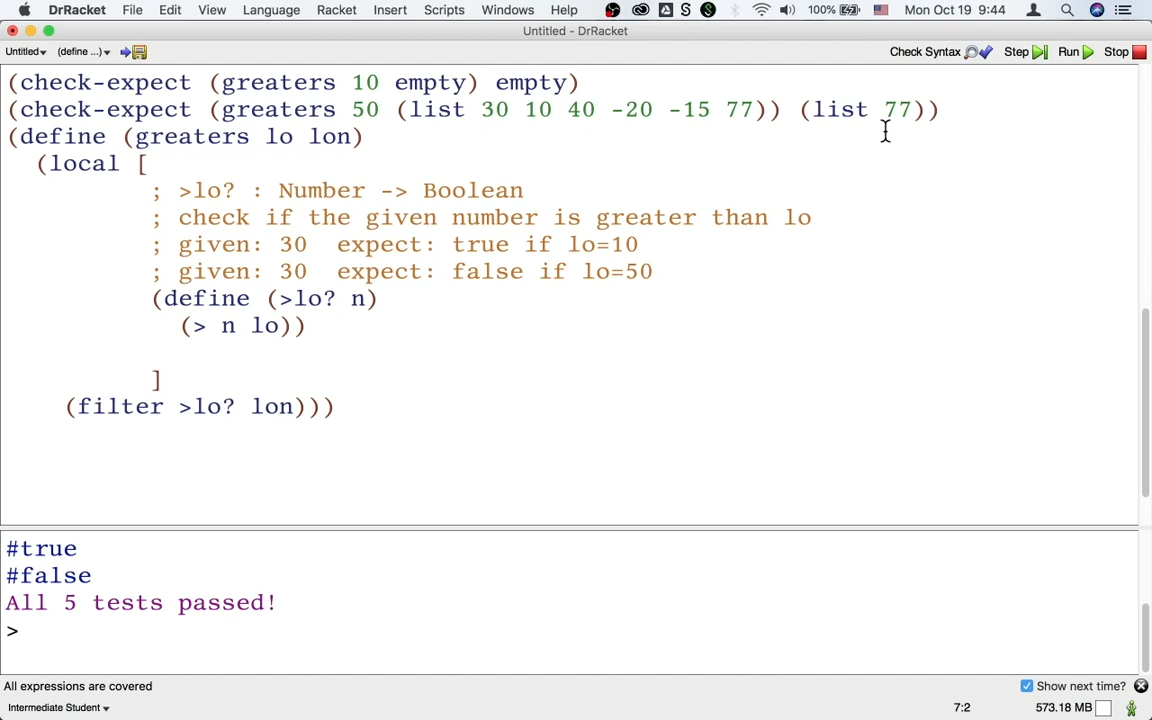 DrRacket File Edit View Language Racket Insert Scripts Windows Help 100% Mon Oct 19 9:44
Untitled - DrRacket
Untitled (define ...) Check Syntax Step Run Stop
(check-expect (greaters 10 empty) empty)
(check-expect (greaters 50 (list 30 10 40 -20 -15 77)) (list 77))
(define (greaters lo lon)
(local [
; >lo? : Number -> Boolean
; check if the given number is greater than lo
; given: 30 expect: true if lo=10
; given: 30 expect: false if lo=50
(define (>lo? n)
(> n lo))
]
(filter >lo? lon)))
#true
#false
All 5 tests passed!
>
All expressions are covered Show next time?
Intermediate Student 7:2 573.18 MB